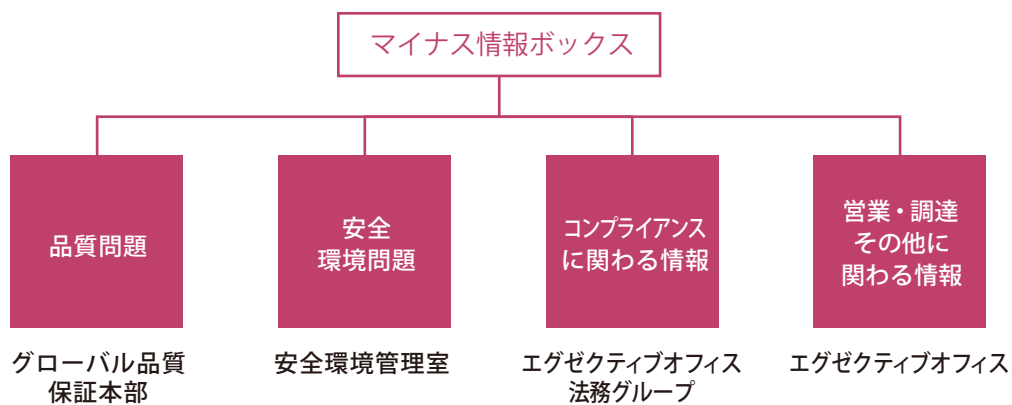 マイナス情報ボックス
品質問題
安全
環境問題
コンプライアンス
に関わる情報
営業・調達
その他に
関わる情報
グローバル品質
保証本部
安全環境管理室
エグゼクティブオフィス
法務グループ
エグゼクティブオフィス